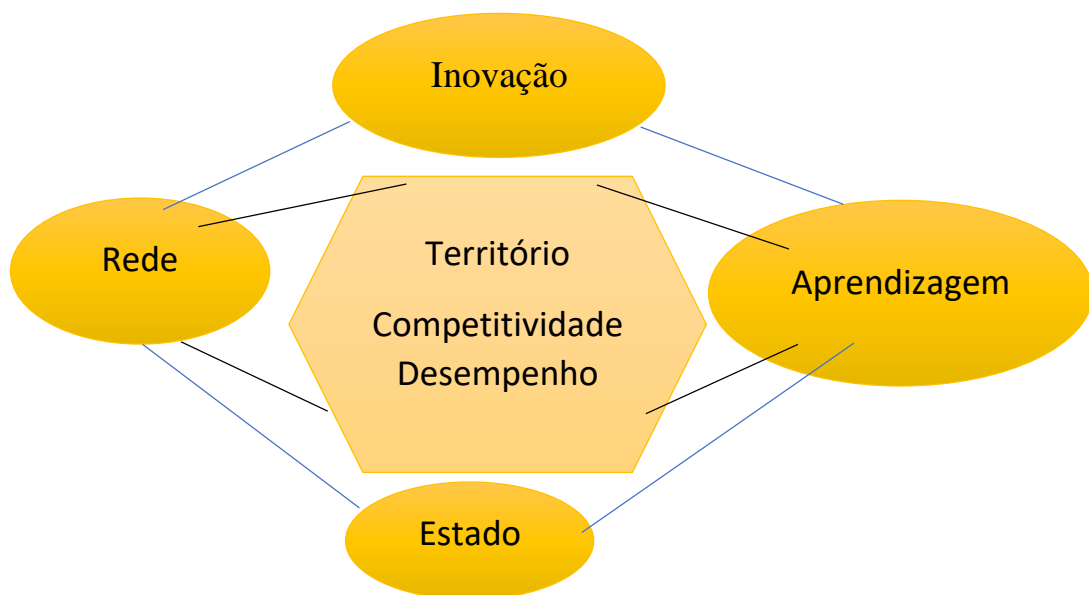 Inovação
Rede
Território
Competitividade
Desempenho
Aprendizagem
Estado